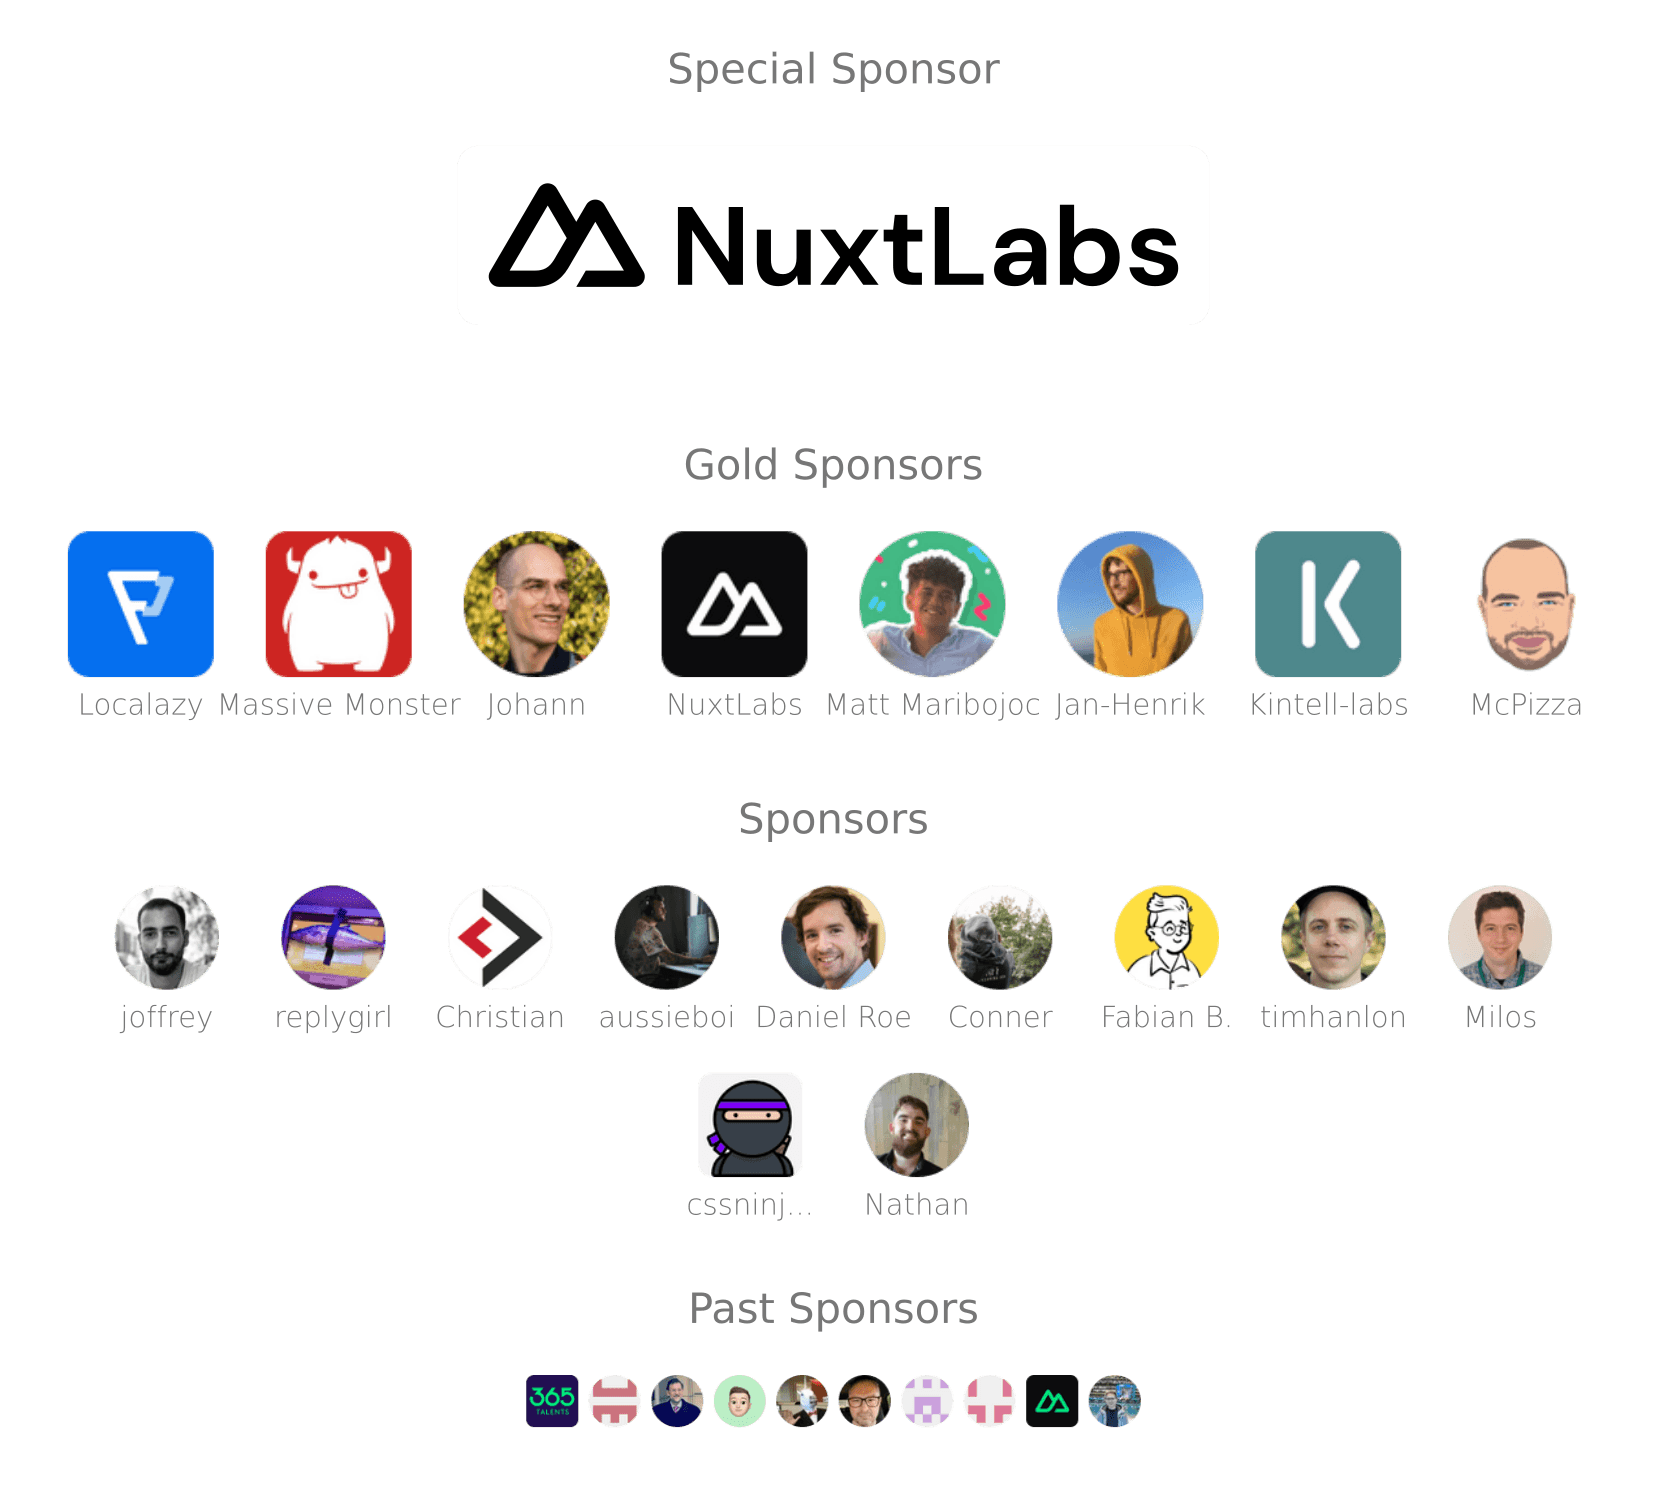 Special Sponsor
NuxtLabs
Gold Sponsors
Localazy Massive Monster Johann NuxtLabs Matt Maribojoc Jan-Henrik Kintell-labs McPizza
Sponsors
joffrey replygirl Christian aussieboi Daniel Roe Conner Fabian B. timhanlon Milos
cssninj... Nathan
Past Sponsors
365
TALENTS